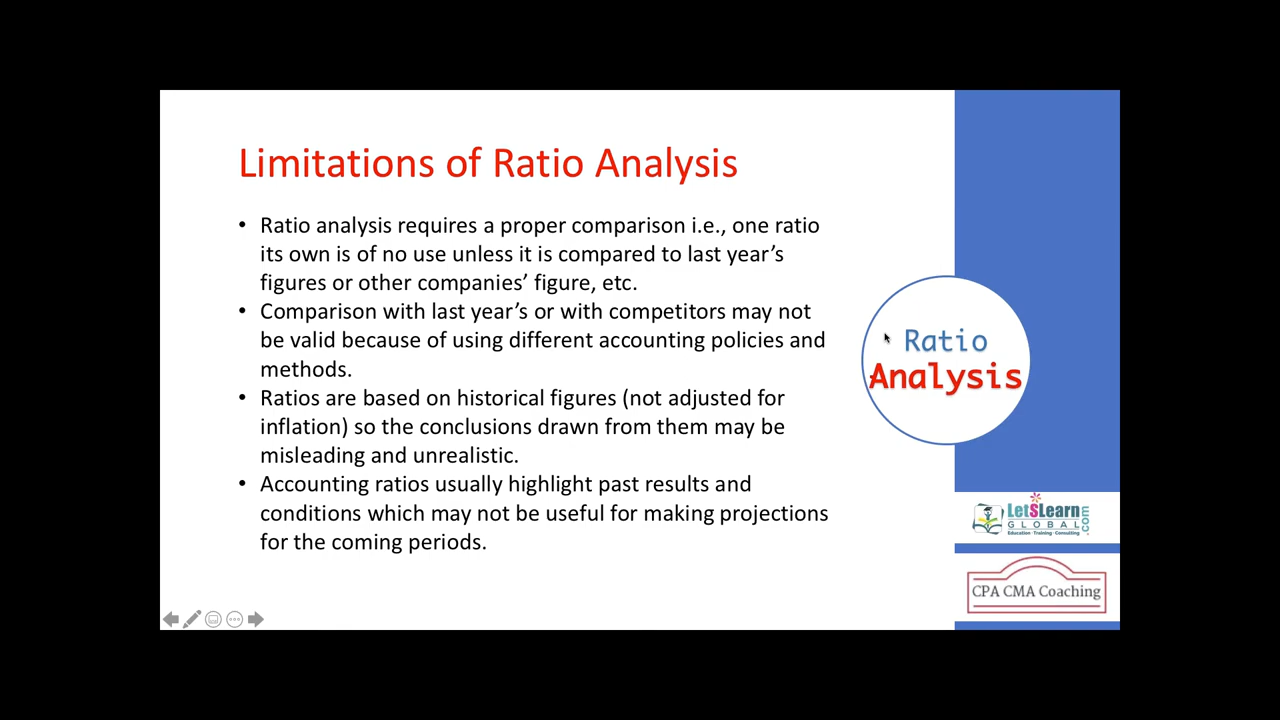 Limitations of Ratio Analysis
• Ratio analysis requires a proper comparison i.e., one ratio
its own is of no use unless it is compared to last year’s
figures or other companies’ figure, etc.
• Comparison with last year’s or with competitors may not
be valid because of using different accounting policies and
methods.
• Ratios are based on historical figures (not adjusted for
inflation) so the conclusions drawn from them may be
misleading and unrealistic.
• Accounting ratios usually highlight past results and
conditions which may not be useful for making projections
for the coming periods.
Ratio
Analysis
LetSLearn
GLOBAL
.com
Education · Training · Consulting
CPA CMA Coaching